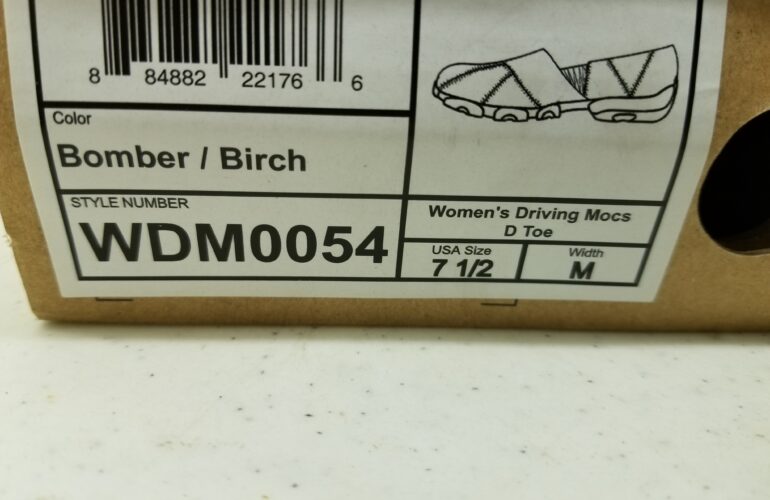 8 84882 22176 6
Color
Bomber / Birch
STYLE NUMBER
WDM0054
Women's Driving Mocs
D Toe
USA Size
7 1/2
Width
M